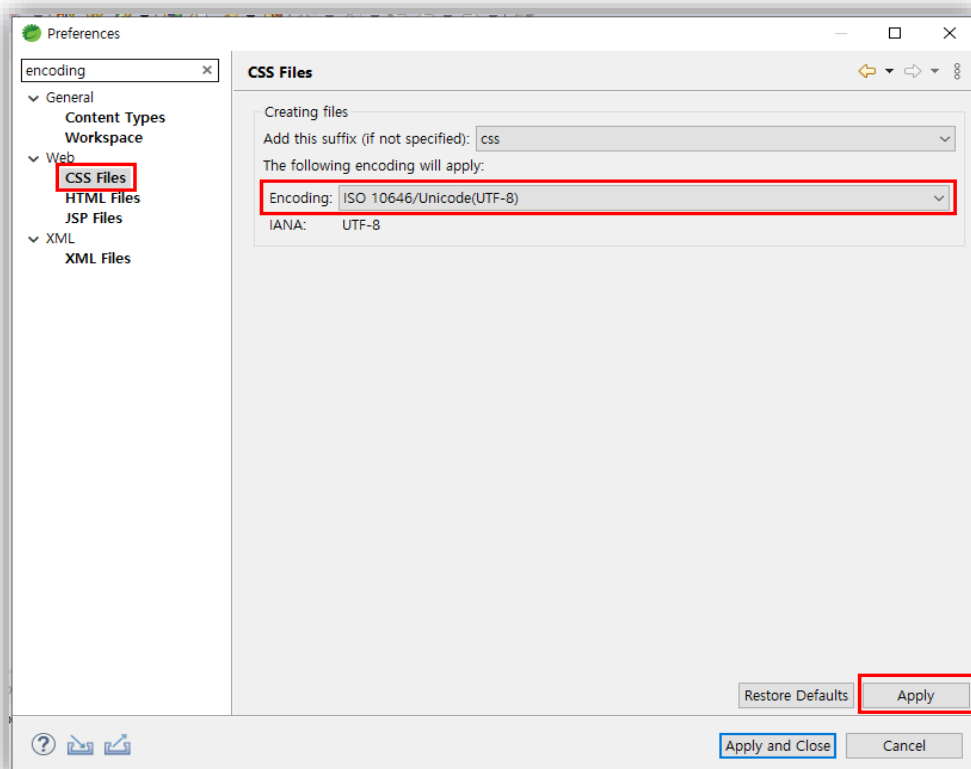 Preferences
encoding
General
Content Types
Workspace
Web
CSS Files
HTML Files
JSP Files
XML
XML Files
CSS Files
Creating files
Add this suffix (if not specified): css
The following encoding will apply:
Encoding: ISO 10646/Unicode(UTF-8)
IANA: UTF-8
Restore Defaults Apply
Apply and Close Cancel